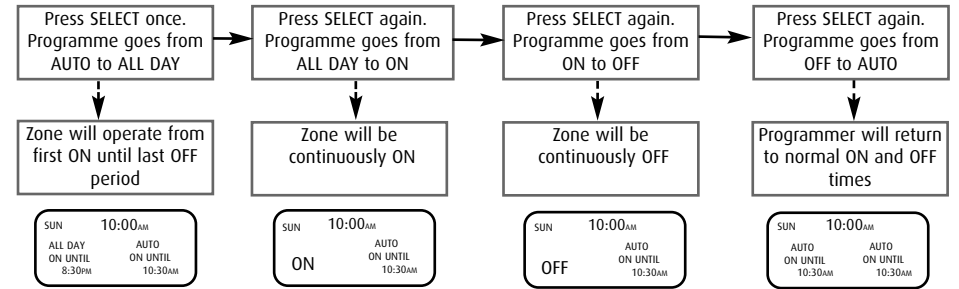 Press SELECT once.
Programme goes from
AUTO to ALL DAY
Press SELECT again.
Programme goes from
ALL DAY to ON
Press SELECT again.
Programme goes from
ON to OFF
Press SELECT again.
Programme goes from
OFF to AUTO
Zone will operate from
first ON until last OFF
period
Zone will be
continuously ON
Zone will be
continuously OFF
Programmer will return
to normal ON and OFF
times
SUN 10:00AM
ALL DAY AUTO
ON UNTIL ON UNTIL
8:30PM 10:30AM
SUN 10:00AM
AUTO
ON ON UNTIL
10:30AM
SUN 10:00AM
AUTO
OFF ON UNTIL
10:30AM
SUN 10:00AM
AUTO AUTO
ON UNTIL ON UNTIL
10:30AM 10:30AM